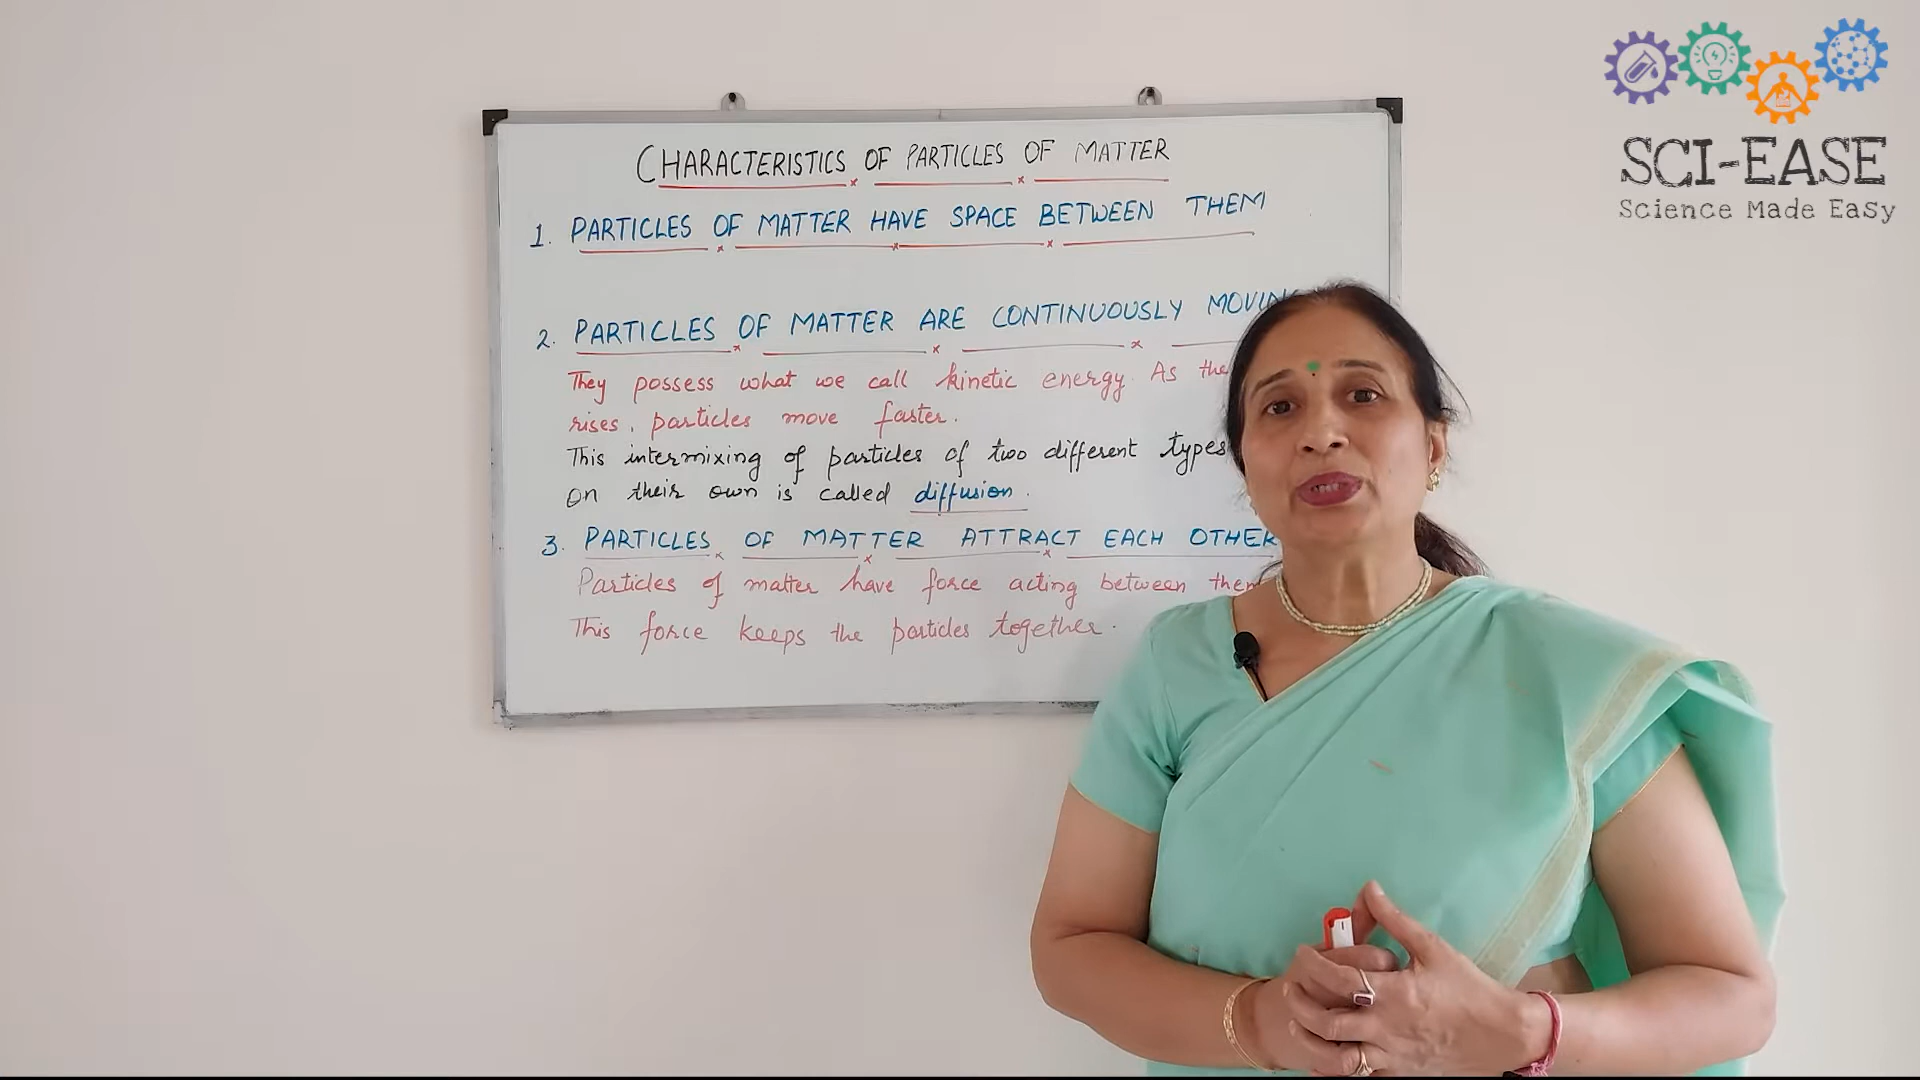 SCI-EASE
Science Made Easy
CHARACTERISTICS OF PARTICLES OF MATTER
1. PARTICLES OF MATTER HAVE SPACE BETWEEN THEM
2. PARTICLES OF MATTER ARE CONTINUOUSLY
They possess what we call kinetic energy. As
rises, particles move faster.
This intermixing of particles of two different types
on their own is called diffusion.
3. PARTICLES OF MATTER ATTRACT EACH OTHER
Particles of matter have force acting between
This force keeps the particles together.